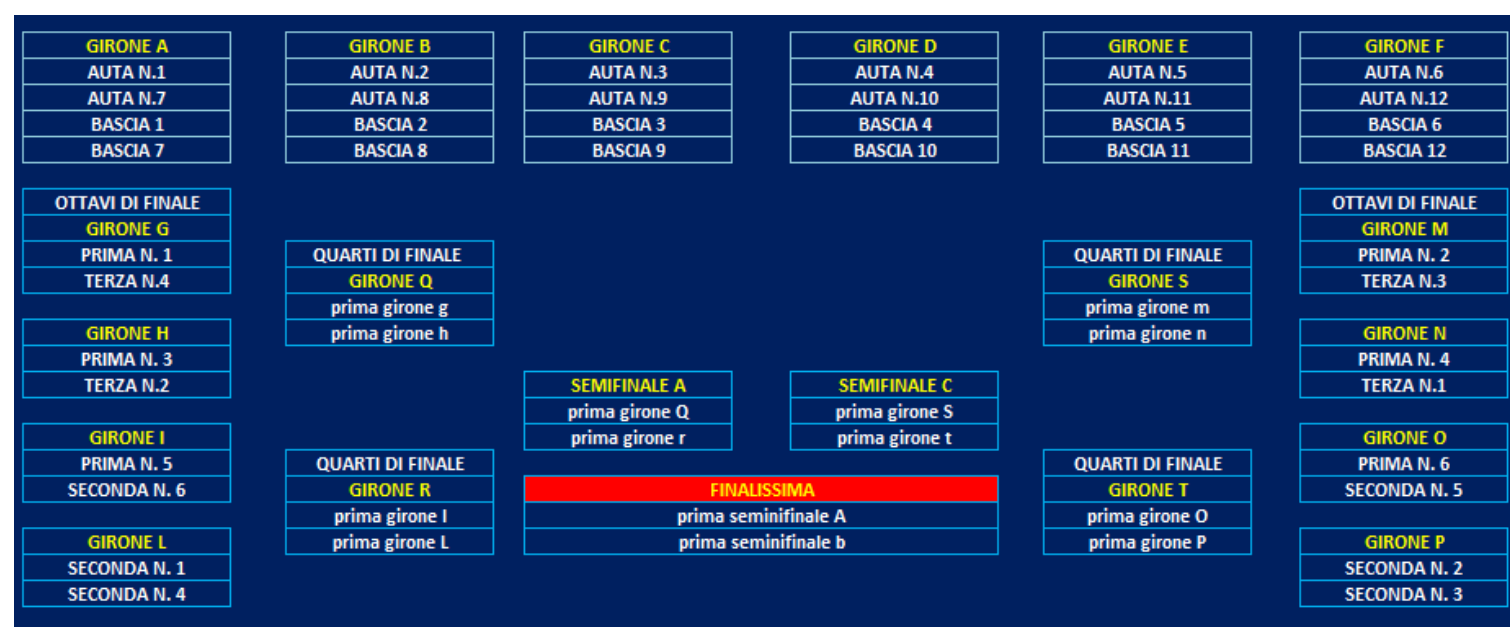 GIRONE A
AUTA N.1
AUTA N.7
BASCIA 1
BASCIA 7
GIRONE B
AUTA N.2
AUTA N.8
BASCIA 2
BASCIA 8
GIRONE C
AUTA N.3
AUTA N.9
BASCIA 3
BASCIA 9
GIRONE D
AUTA N.4
AUTA N.10
BASCIA 4
BASCIA 10
GIRONE E
AUTA N.5
AUTA N.11
BASCIA 5
BASCIA 11
GIRONE F
AUTA N.6
AUTA N.12
BASCIA 6
BASCIA 12
OTTAVI DI FINALE
GIRONE G
PRIMA N. 1
TERZA N.4
GIRONE H
PRIMA N. 3
TERZA N.2
GIRONE I
PRIMA N. 5
SECONDA N. 6
GIRONE L
SECONDA N. 1
SECONDA N. 4
QUARTI DI FINALE
GIRONE Q
prima girone g
prima girone h
QUARTI DI FINALE
GIRONE R
prima girone I
prima girone L
SEMIFINALE A
prima girone Q
prima girone r
SEMIFINALE C
prima girone S
prima girone t
FINALISSIMA
prima seminifinale A
prima seminifinale b
QUARTI DI FINALE
GIRONE S
prima girone m
prima girone n
QUARTI DI FINALE
GIRONE T
prima girone O
prima girone P
OTTAVI DI FINALE
GIRONE M
PRIMA N. 2
TERZA N.3
GIRONE N
PRIMA N. 4
TERZA N.1
GIRONE O
PRIMA N. 6
SECONDA N. 5
GIRONE P
SECONDA N. 2
SECONDA N. 3